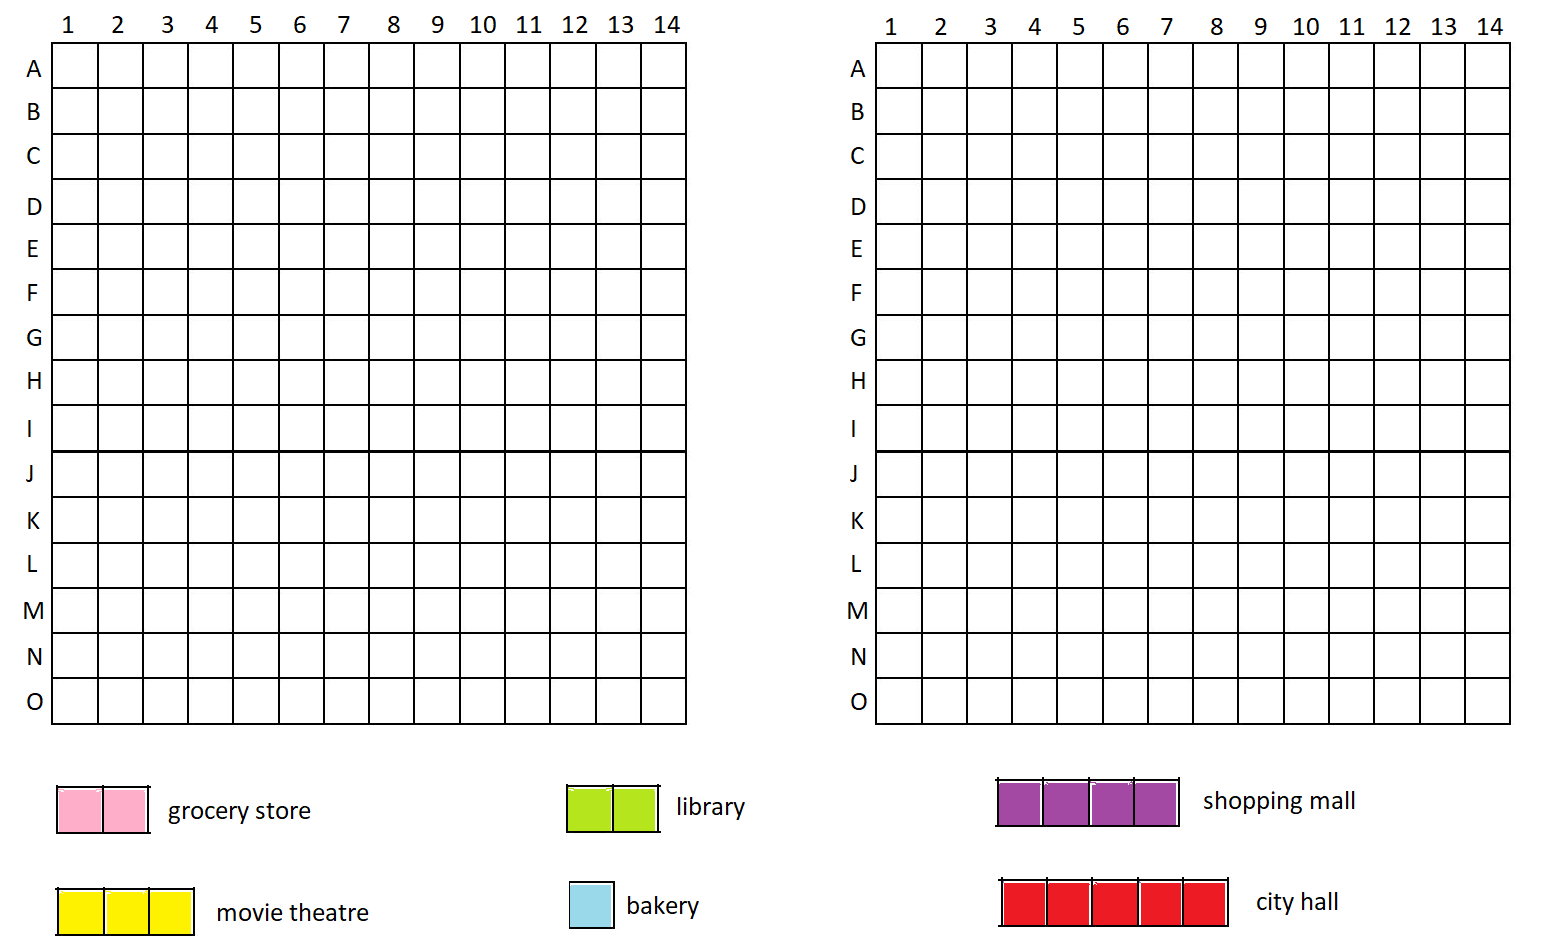 1 2 3 4 5 6 7 8 9 10 11 12 13 14
A
B
C
D
E
F
G
H
I
J
K
L
M
N
O
1 2 3 4 5 6 7 8 9 10 11 12 13 14
A
B
C
D
E
F
G
H
I
J
K
L
M
N
O
grocery store
library
shopping mall
movie theatre
bakery
city hall